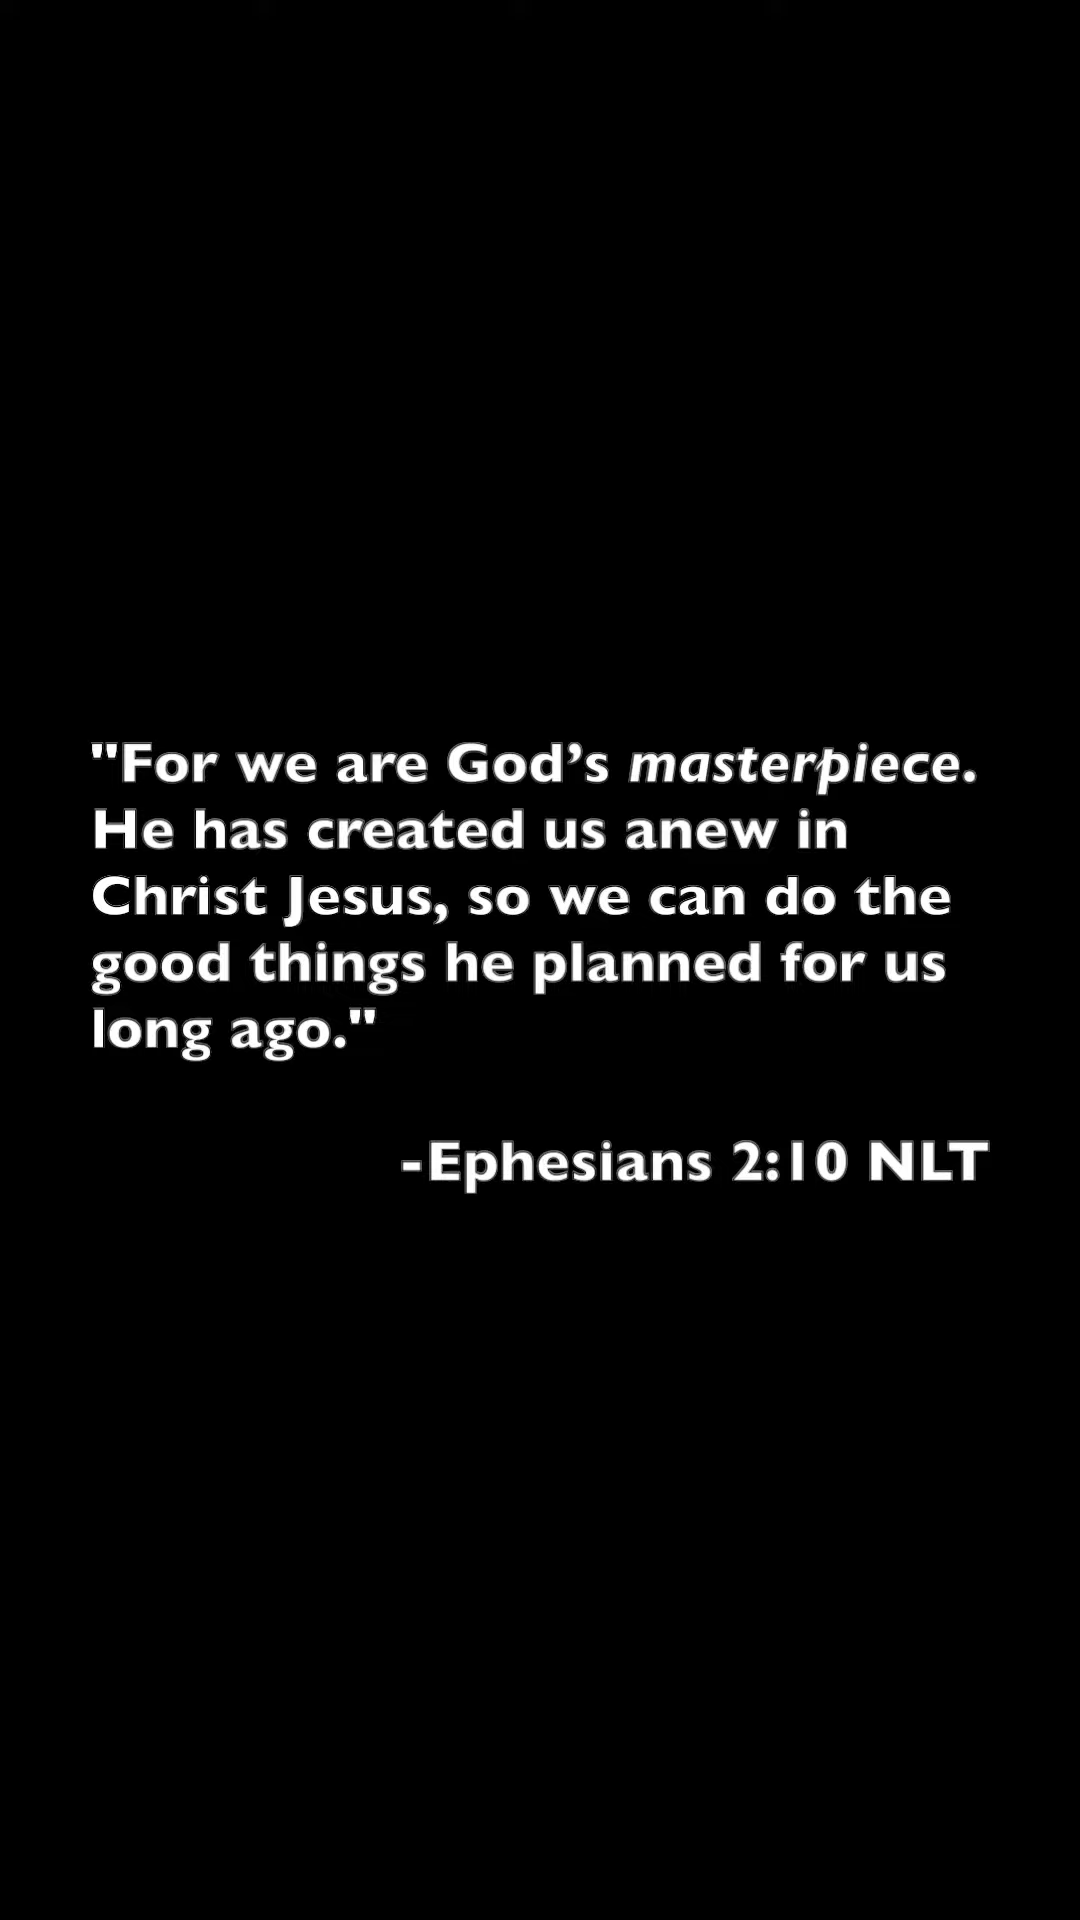 "For we are God’s masterpiece.
He has created us anew in
Christ Jesus, so we can do the
good things he planned for us
long ago."
-Ephesians 2:10 NLT